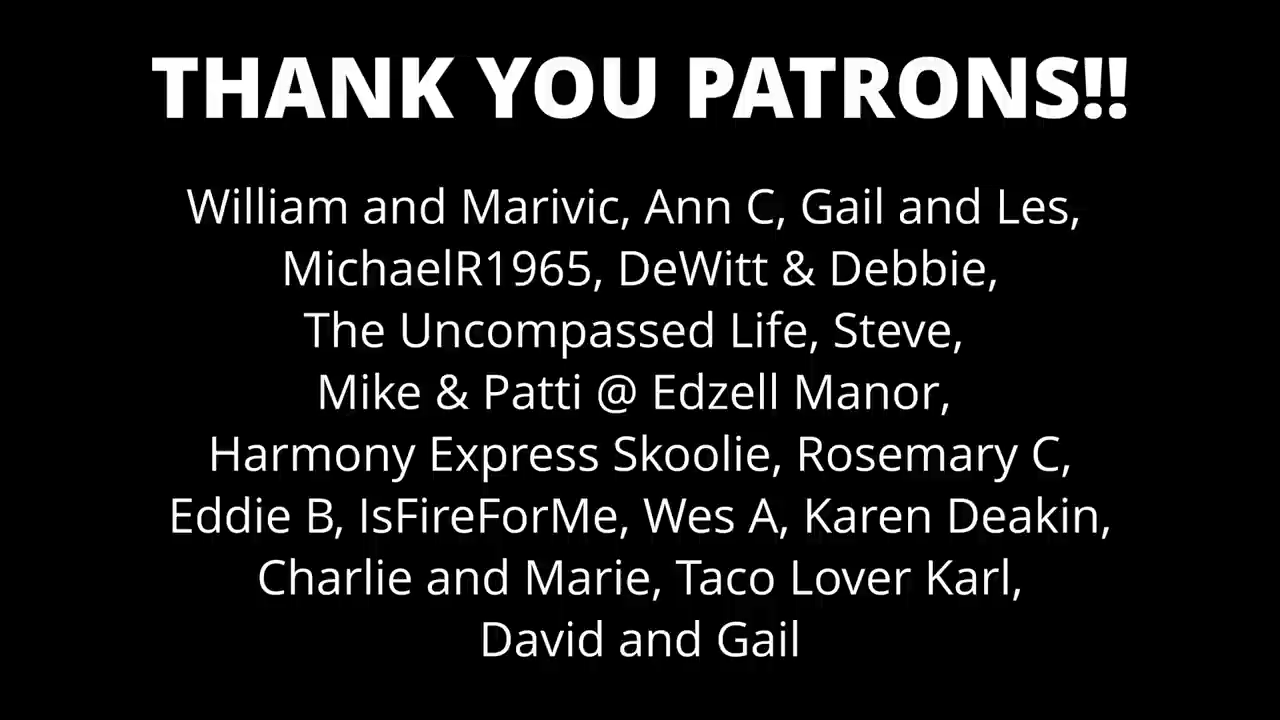 THANK YOU PATRONS!!
William and Marivic, Ann C, Gail and Les,
MichaelR1965, DeWitt & Debbie,
The Uncompassed Life, Steve,
Mike & Patti @ Edzell Manor,
Harmony Express Skoolie, Rosemary C,
Eddie B, IsFireForMe, Wes A, Karen Deakin,
Charlie and Marie, Taco Lover Karl,
David and Gail